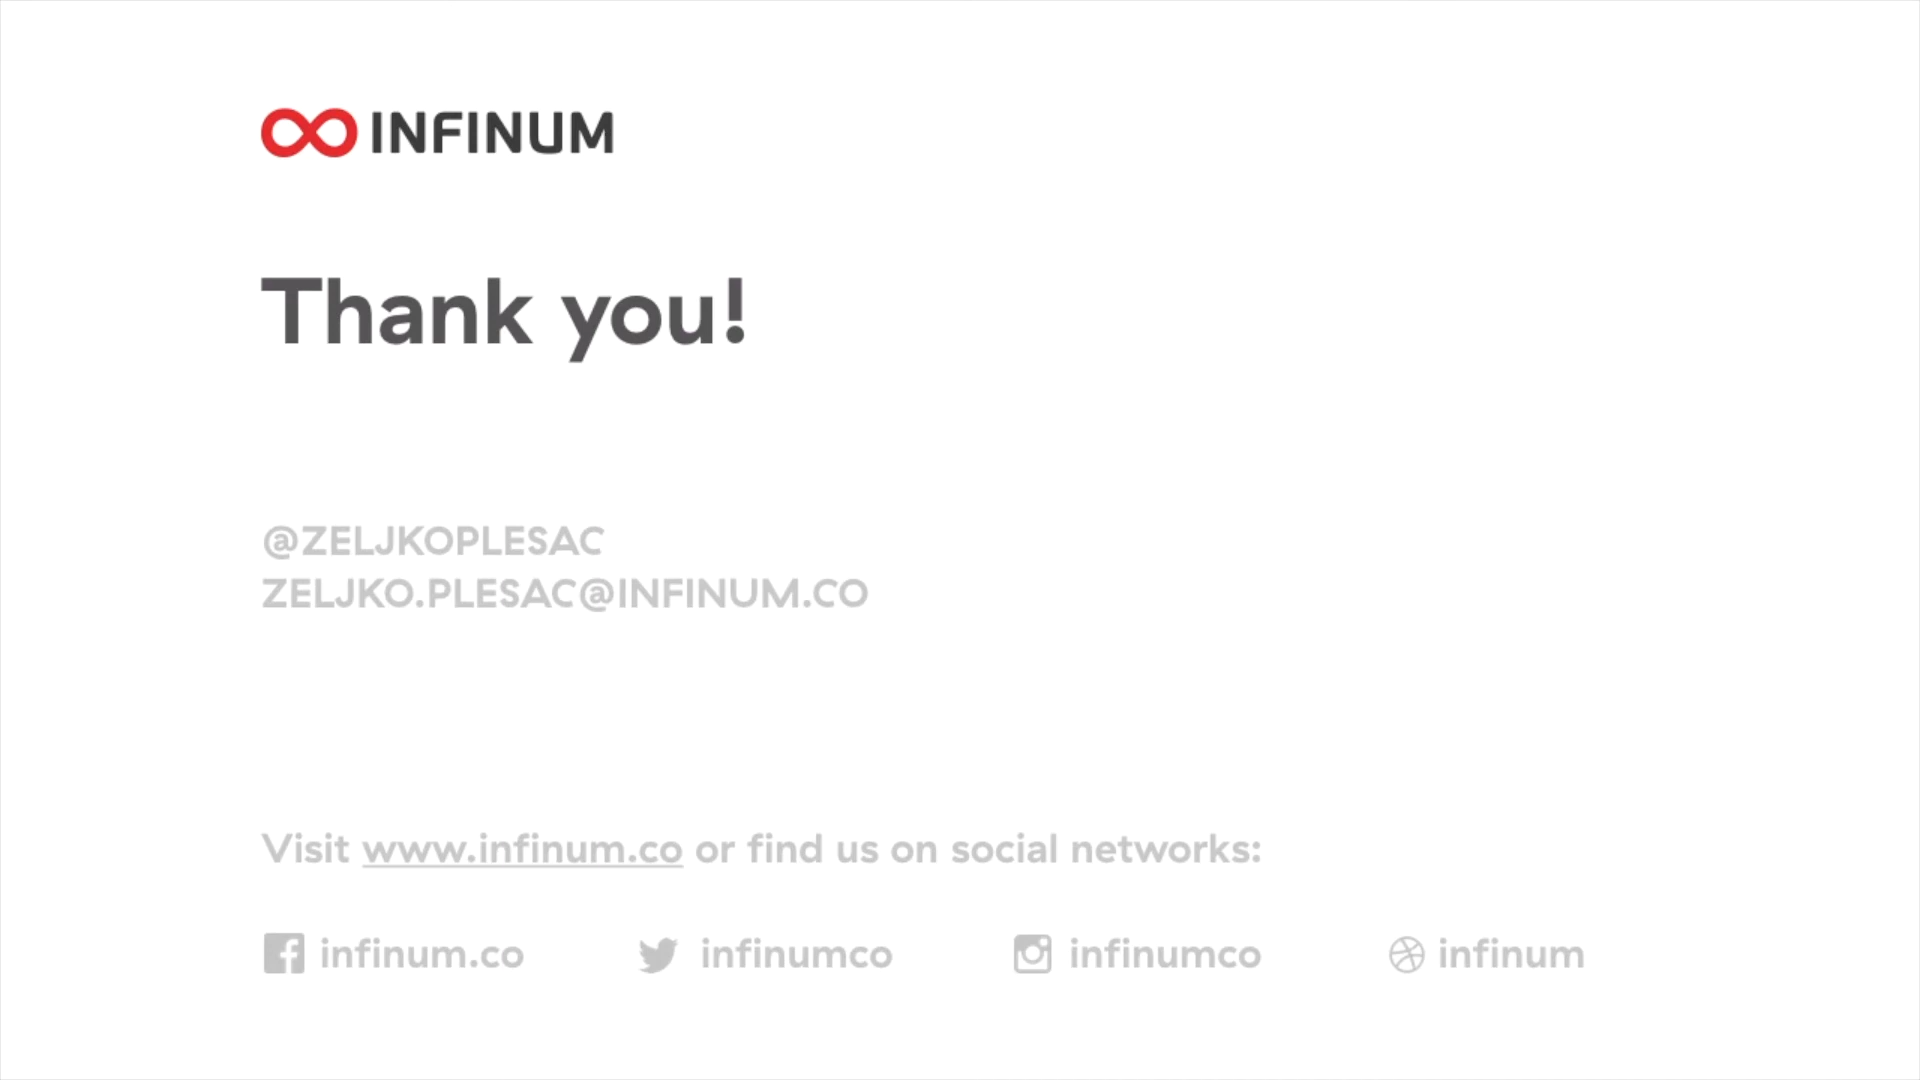 INFINUM
Thank you!
@ZELJKOPLESAC
ZELJKO.PLESAC@INFINUM.CO
Visit www.infinum.co or find us on social networks:
infinum.co infinumco infinumco infinum